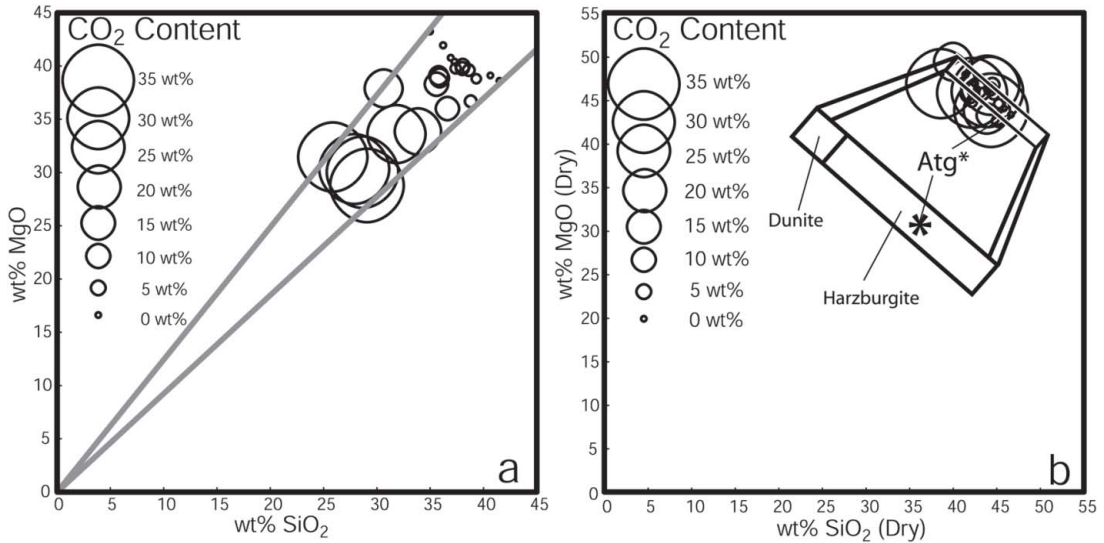 CO₂ Content
35 wt%
30 wt%
25 wt%
20 wt%
15 wt%
10 wt%
5 wt%
0 wt%
wt% MgO
45
40
35
30
25
20
15
10
5
0
0 5 10 15 20 25 30 35 40 45
wt% SiO₂
a
CO₂ Content
35 wt%
30 wt%
25 wt%
20 wt%
15 wt%
10 wt%
5 wt%
0 wt%
Atg*
Dunite
*
Harzburgite
wt% MgO (Dry)
55
50
45
40
35
30
25
20
15
10
5
0
0 5 10 15 20 25 30 35 40 45 50 55
wt% SiO₂ (Dry)
b